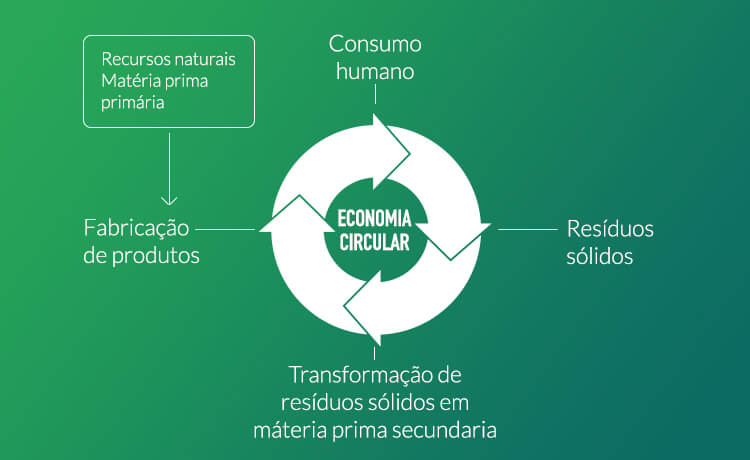 Recursos naturais
Matéria prima
primária
Consumo
humano
Fabricação
de produtos
ECONOMIA
CIRCULAR
Resíduos
sólidos
Transformação de
resíduos sólidos em
máteria prima secundaria